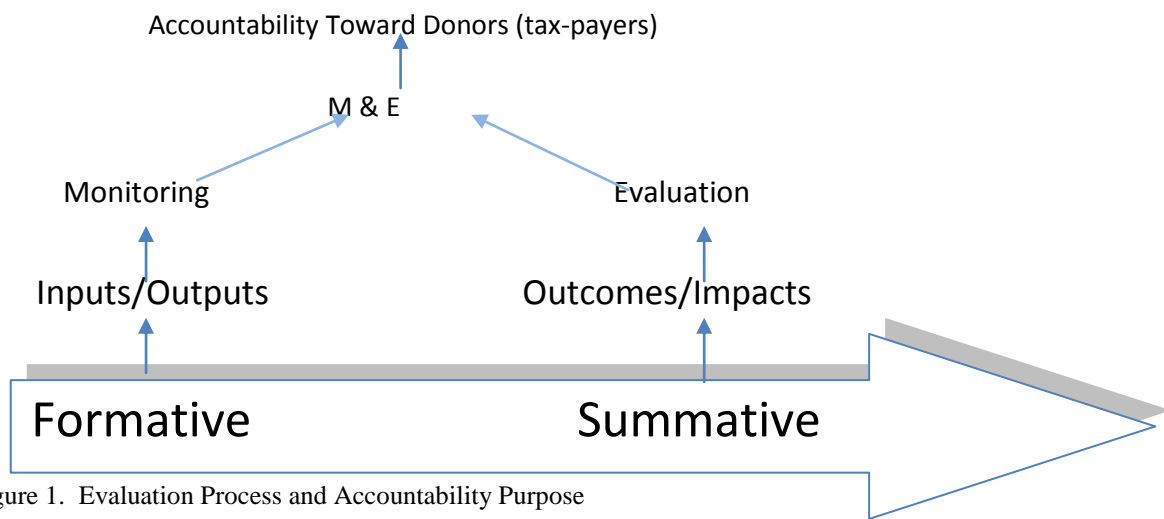 Accountability Toward Donors (tax-payers)
M & E
Monitoring Evaluation
Inputs/Outputs Outcomes/Impacts
Formative Summative
gure 1. Evaluation Process and Accountability Purpose